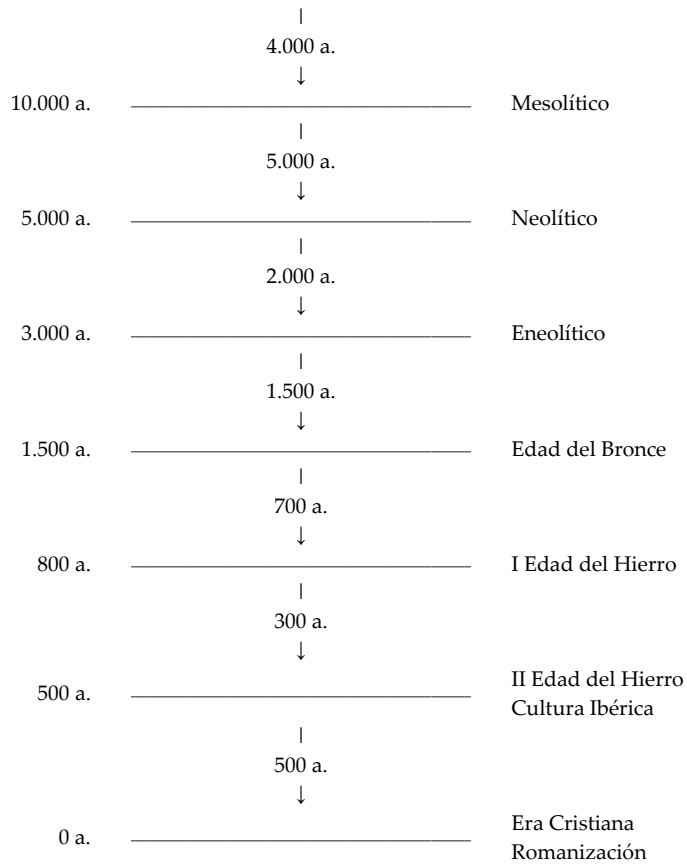 |
4.000 a.
↓
10.000 a. Mesolítico
|
5.000 a.
↓
5.000 a. Neolítico
|
2.000 a.
↓
3.000 a. Eneolítico
|
1.500 a.
↓
1.500 a. Edad del Bronce
|
700 a.
↓
800 a. I Edad del Hierro
|
300 a.
↓
500 a. II Edad del Hierro
Cultura Ibérica
|
500 a.
↓
0 a. Era Cristiana
Romanización